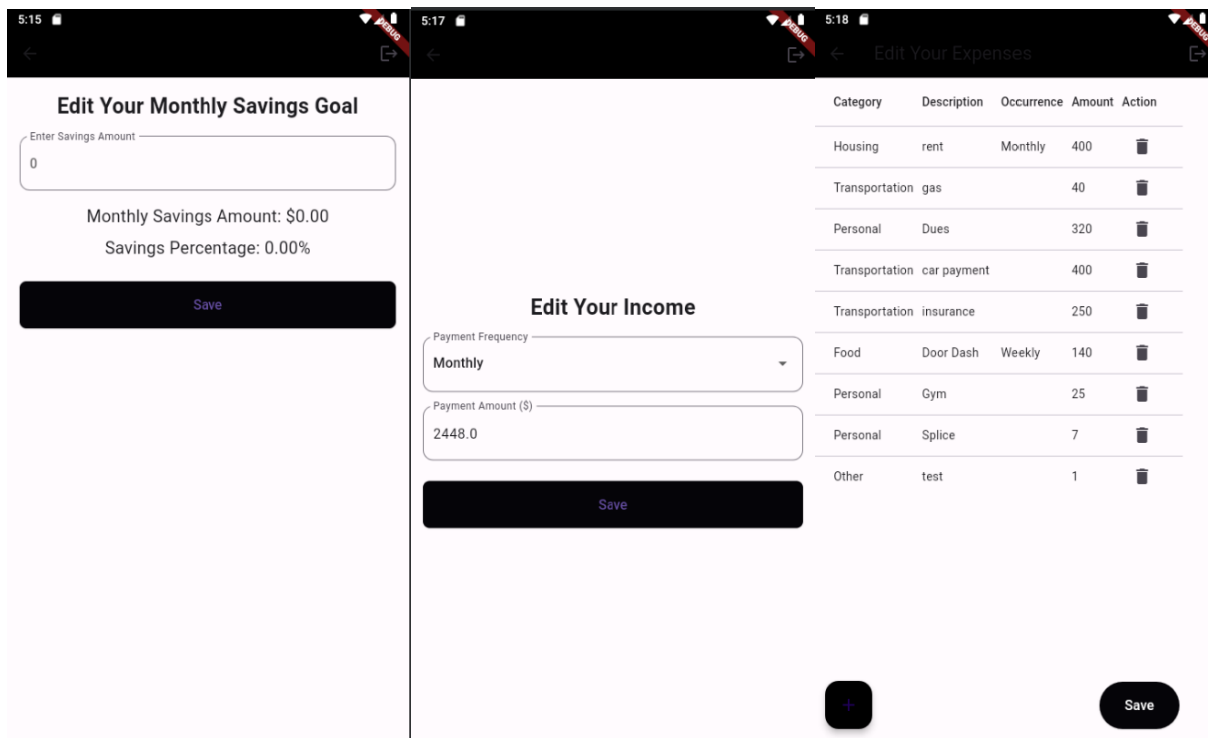 5:15
DEBUG
Edit Your Monthly Savings Goal
Enter Savings Amount
0
Monthly Savings Amount: $0.00
Savings Percentage: 0.00%
Save
5:17
DEBUG
Edit Your Income
Payment Frequency
Monthly
Payment Amount ($)
2448.0
Save
5:18
DEBUG
Edit Your Expenses
Category Description Occurrence Amount Action
Housing rent Monthly 400
Transportation gas 40
Personal Dues 320
Transportation car payment 400
Transportation insurance 250
Food Door Dash Weekly 140
Personal Gym 25
Personal Splice 7
Other test 1
+ Save